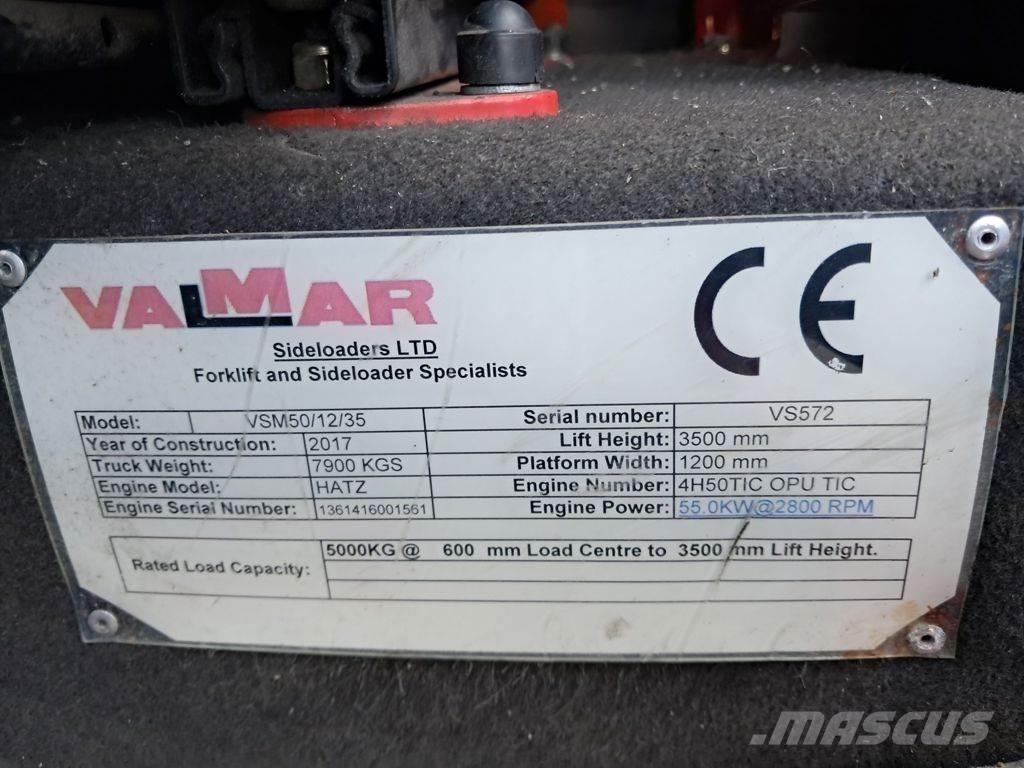 VALMAR
CE
Sideloaders LTD
Forklift and Sideloader Specialists
Model: VSM50/12/35 Serial number: VS572
Year of Construction: 2017 Lift Height: 3500 mm
Truck Weight: 7900 KGS Platform Width: 1200 mm
Engine Model: HATZ Engine Number: 4H50TIC OPU TIC
Engine Serial Number: 1361416001561 Engine Power: 55.0KW@2800 RPM
Rated Load Capacity: 5000KG @ 600 mm Load Centre to 3500 mm Lift Height.
MASCUS